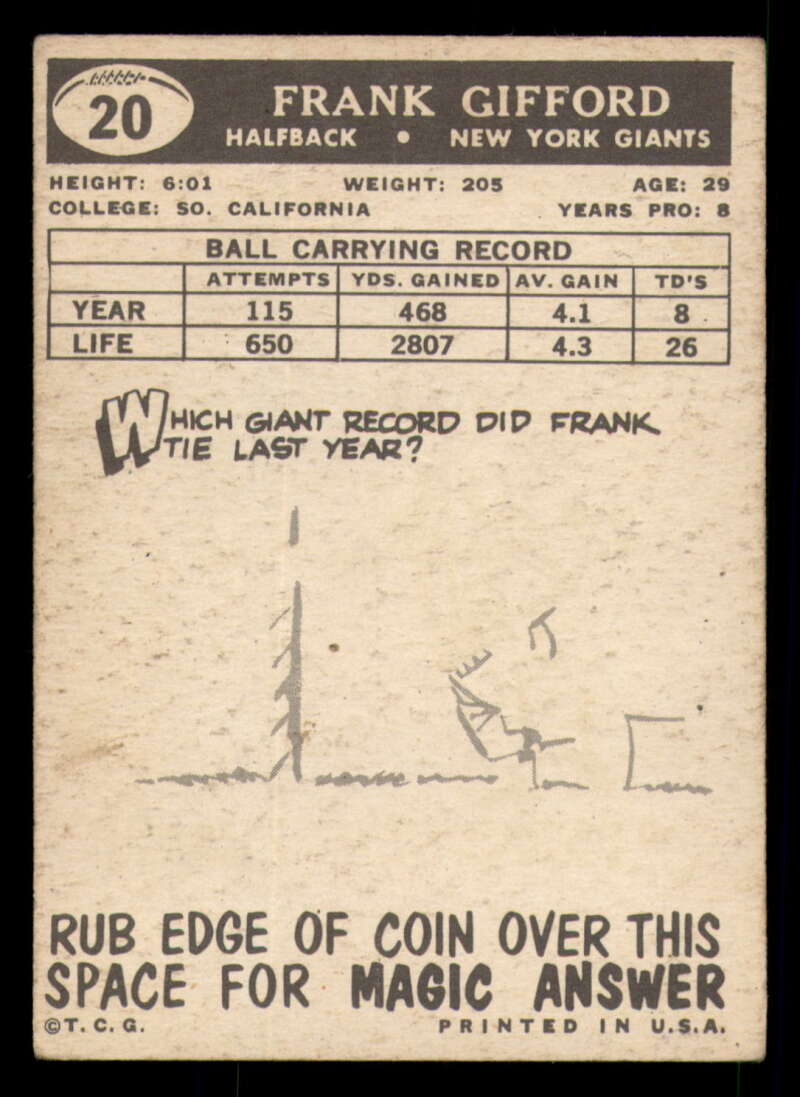 20
FRANK GIFFORD
HALFBACK • NEW YORK GIANTS
HEIGHT: 6:01 WEIGHT: 205 AGE: 29
COLLEGE: SO. CALIFORNIA YEARS PRO: 8
BALL CARRYING RECORD
ATTEMPTS YDS. GAINED AV. GAIN TD'S
YEAR 115 468 4.1 8
LIFE 650 2807 4.3 26
WHICH GIANT RECORD DID FRANK
TIE LAST YEAR?
RUB EDGE OF COIN OVER THIS
SPACE FOR MAGIC ANSWER
©T.C.G. PRINTED IN U.S.A.